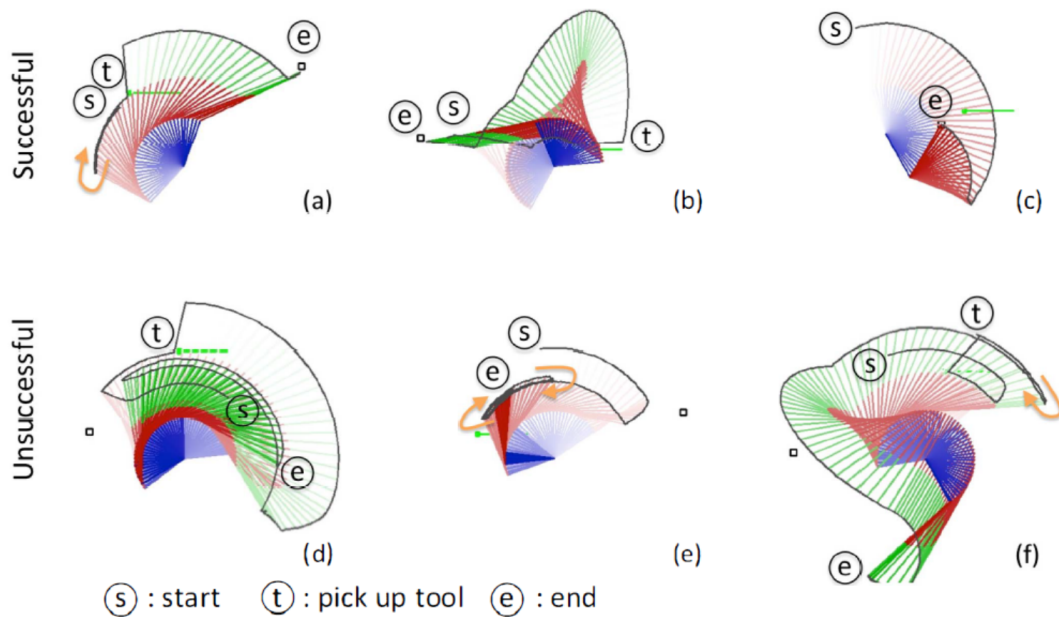 Successful
s
t
e
(a)
e
s
t
(b)
s
e
(c)
Unsuccessful
t
s
e
(d)
s
e
(e)
t
s
e
(f)
s : start t : pick up tool e : end